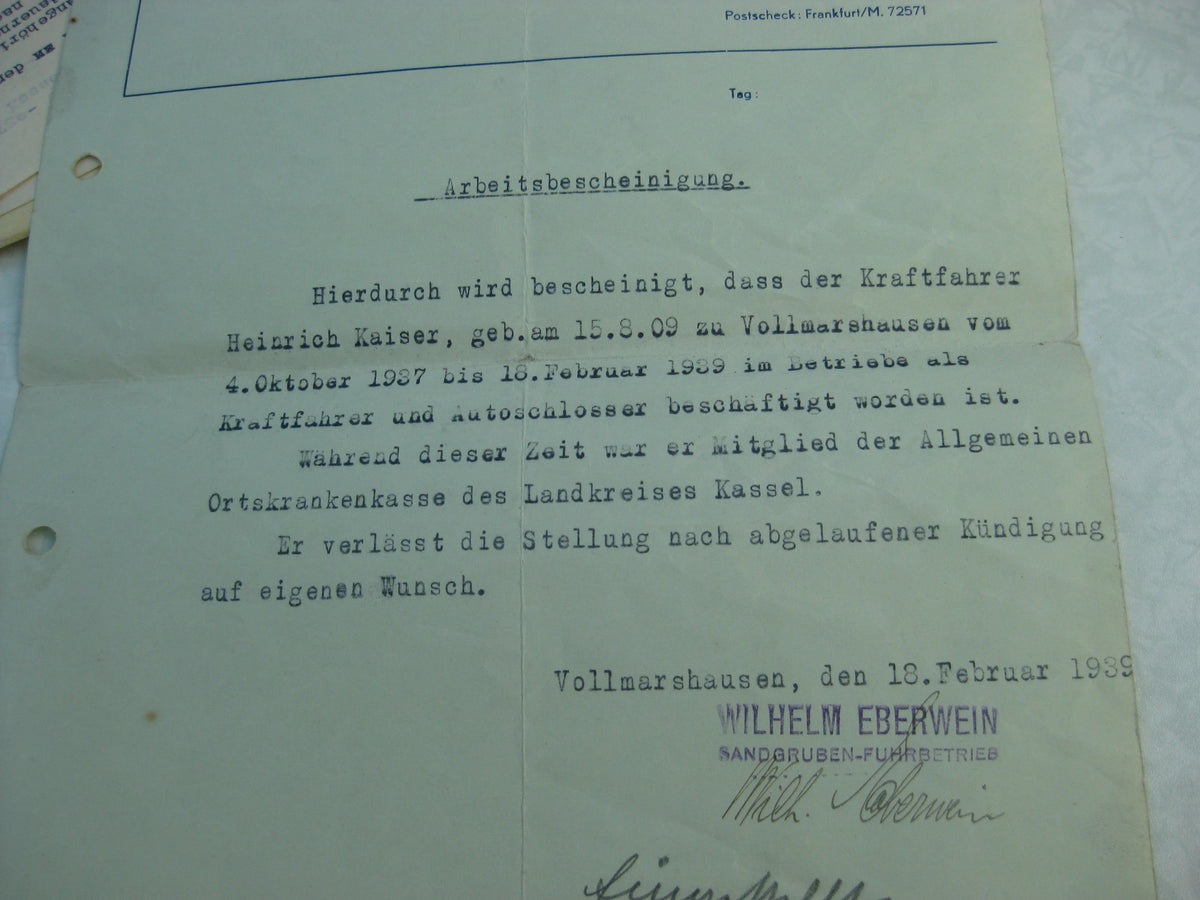 Postscheck: Frankfurt/M. 72571
Tag:
Arbeitsbescheinigung.
Hierdurch wird bescheinigt, dass der Kraftfahrer
Heinrich Kaiser, geb.am 15.8.09 zu Vollmarshausen vom
4.Oktober 1937 bis 18.Februar 1939 im Betriebe als
Kraftfahrer und Autoschlosser beschäftigt worden ist.
Während dieser Zeit war er Mitglied der Allgemeinen
Ortskrankenkasse des Landkreises Kassel.
Er verlässt die Stellung nach abgelaufener Kündigung
auf eigenen Wunsch.
Vollmarshausen, den 18.Februar 1939
WILHELM EBERWEIN
SANDGRUBEN-FUHRBETRIEB
Wilh. Eberwein